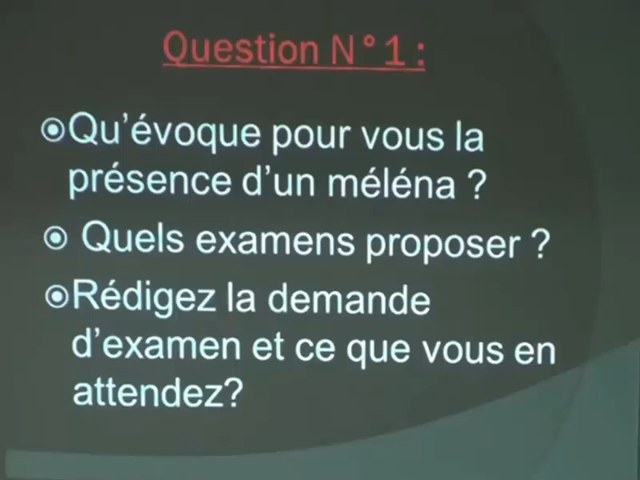 Question N°1 :
Qu'évoque pour vous la
présence d'un méléna ?
Quels examens proposer ?
Rédigez la demande
d'examen et ce que vous en
attendez?